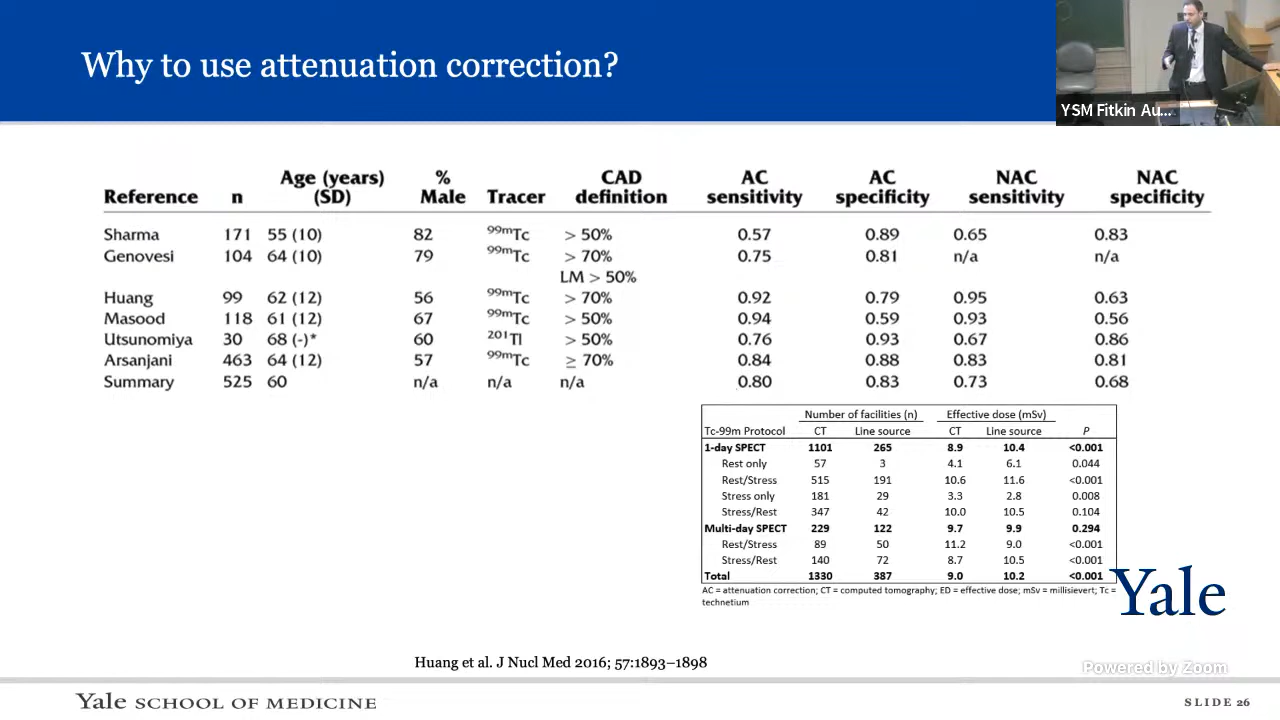 Why to use attenuation correction?
YSM Fitkin Au...
Reference n Age (years) (SD) % Male Tracer CAD definition AC sensitivity AC specificity NAC sensitivity NAC specificity
Sharma 171 55 (10) 82 99mTc > 50% 0.57 0.89 0.65 0.83
Genovesi 104 64 (10) 79 99mTc > 70% 0.75 0.81 n/a n/a
LM > 50%
Huang 99 62 (12) 56 99mTc > 70% 0.92 0.79 0.95 0.63
Masood 118 61 (12) 67 99mTc > 50% 0.94 0.59 0.93 0.56
Utsunomiya 30 68 (-)* 60 201Tl > 50% 0.76 0.93 0.67 0.86
Arsanjani 463 64 (12) 57 99mTc ≥ 70% 0.84 0.88 0.83 0.81
Summary 525 60 n/a n/a n/a 0.80 0.83 0.73 0.68
Number of facilities (n) Effective dose (mSv)
Tc-99m Protocol CT Line source CT Line source P
1-day SPECT 1101 265 8.9 10.4 <0.001
Rest only 57 3 4.1 6.1 0.044
Rest/Stress 515 191 10.6 11.6 <0.001
Stress only 181 29 3.3 2.8 0.008
Stress/Rest 347 42 10.0 10.5 0.104
Multi-day SPECT 229 122 9.7 9.9 0.294
Rest/Stress 89 50 11.2 9.0 <0.001
Stress/Rest 140 72 8.7 10.5 <0.001
Total 1330 387 9.0 10.2 <0.001
AC = attenuation correction; CT = computed tomography; ED = effective dose; mSv = millisievert; Tc =
technetium
Yale
Huang et al. J Nucl Med 2016; 57:1893–1898
Powered by Zoom
Yale SCHOOL OF MEDICINE
SLIDE 26